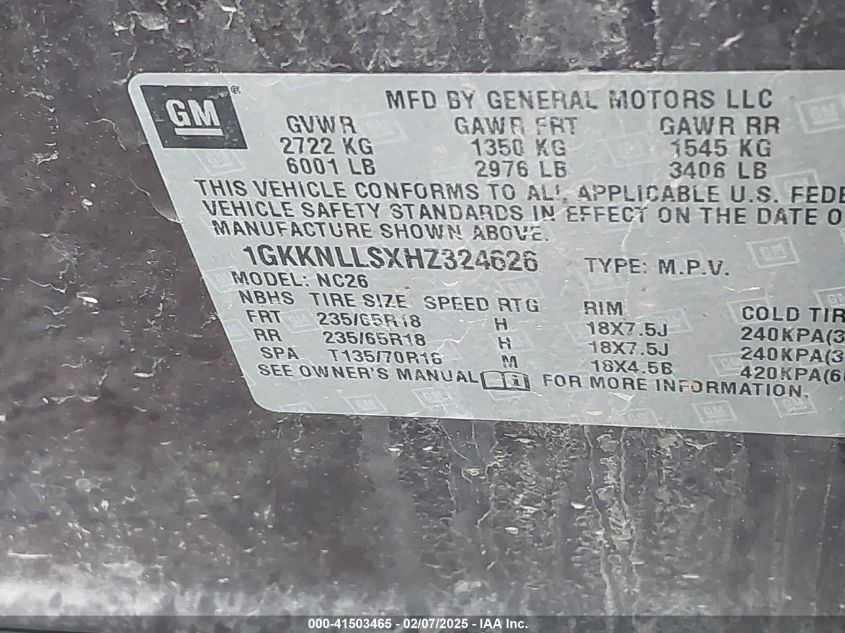 GM ®
MFD BY GENERAL MOTORS LLC
GVWR GAWR FRT GAWR RR
2722 KG 1350 KG 1545 KG
6001 LB 2976 LB 3406 LB
THIS VEHICLE CONFORMS TO ALL APPLICABLE U.S. FEDE
VEHICLE SAFETY STANDARDS IN EFFECT ON THE DATE O
MANUFACTURE SHOWN ABOVE.
1GKKNLLSXHZ324626 TYPE: M.P.V.
MODEL: NC26
NBHS TIRE SIZE SPEED RTG RIM COLD TIR
FRT 235/65R18 H 18X7.5J 240KPA(3
RR 235/65R18 H 18X7.5J 240KPA(3
SPA T135/70R18 M 18X4.5B 420KPA(6
SEE OWNER'S MANUAL FOR MORE INFORMATION.
000-41503465 - 02/07/2025 - IAA Inc.